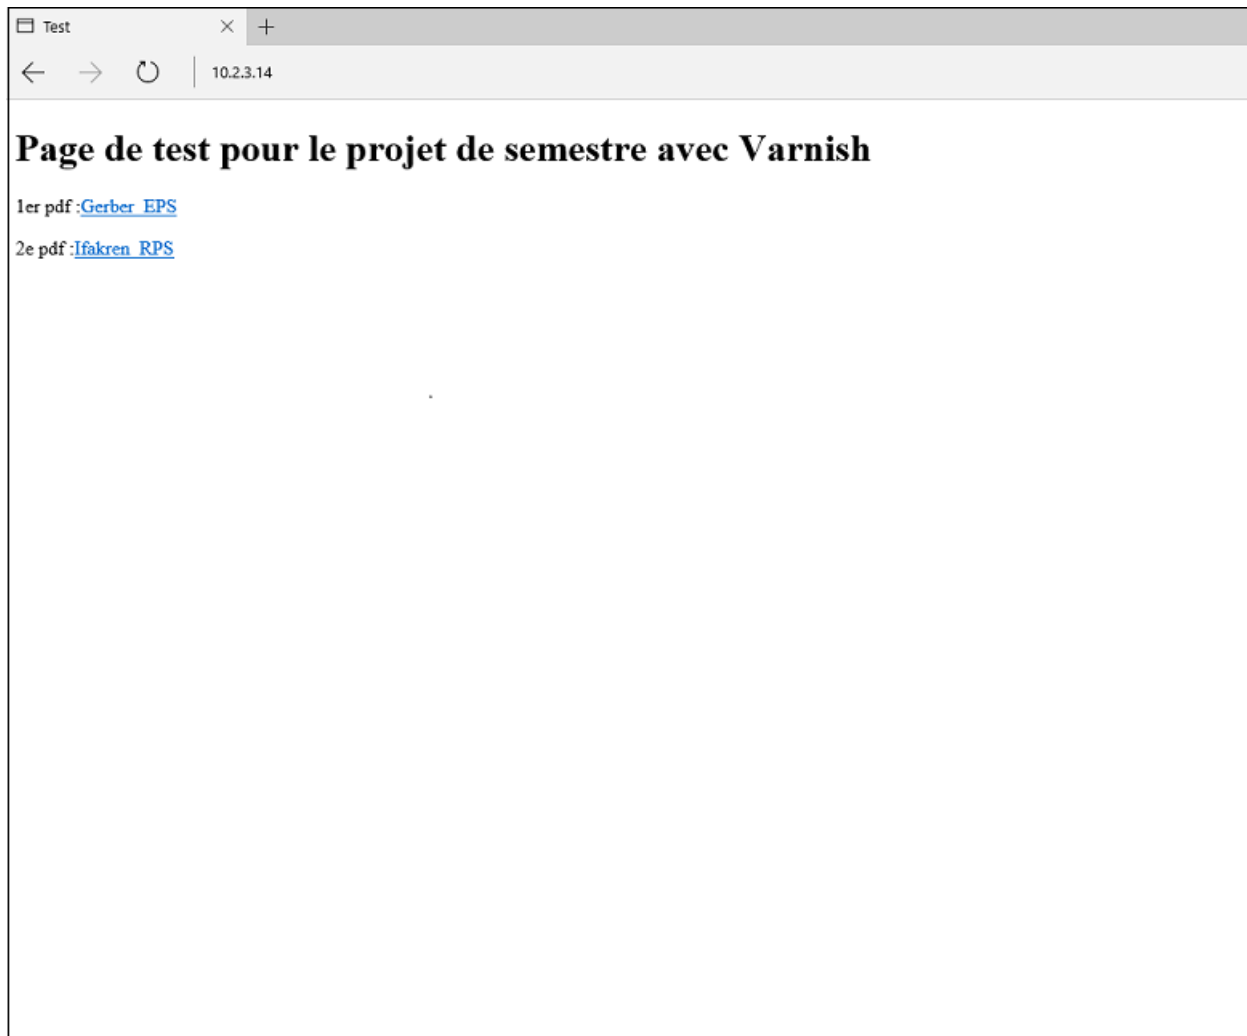 Test
10.2.3.14
Page de test pour le projet de semestre avec Varnish
1er pdf :Gerber_EPS
2e pdf :Ifakren_RPS